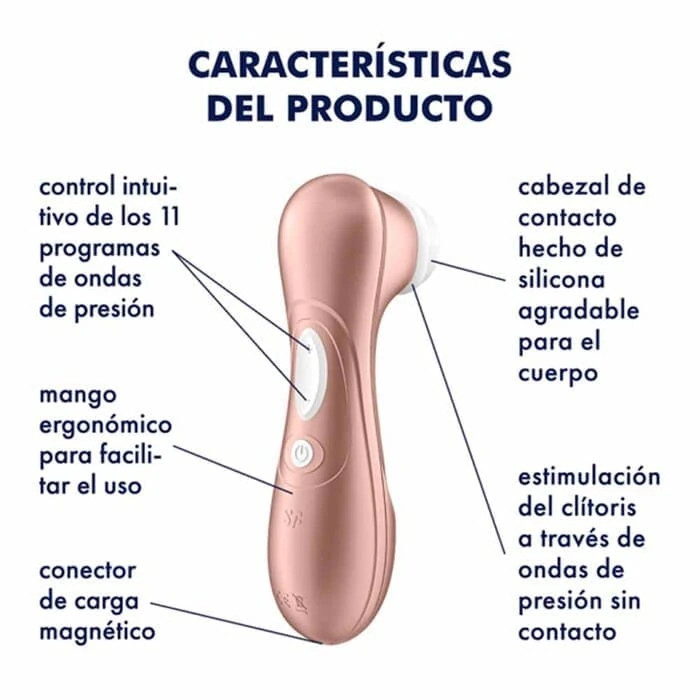 CARACTERÍSTICAS
DEL PRODUCTO
control intui-
tivo de los 11
programas
de ondas
de presión
mango
ergonómico
para facili-
tar el uso
conector
de carga
magnético
cabezal de
contacto
hecho de
silicona
agradable
para el
cuerpo
estimulación
del clítoris
a través de
ondas de
presión sin
contacto
SF
CE